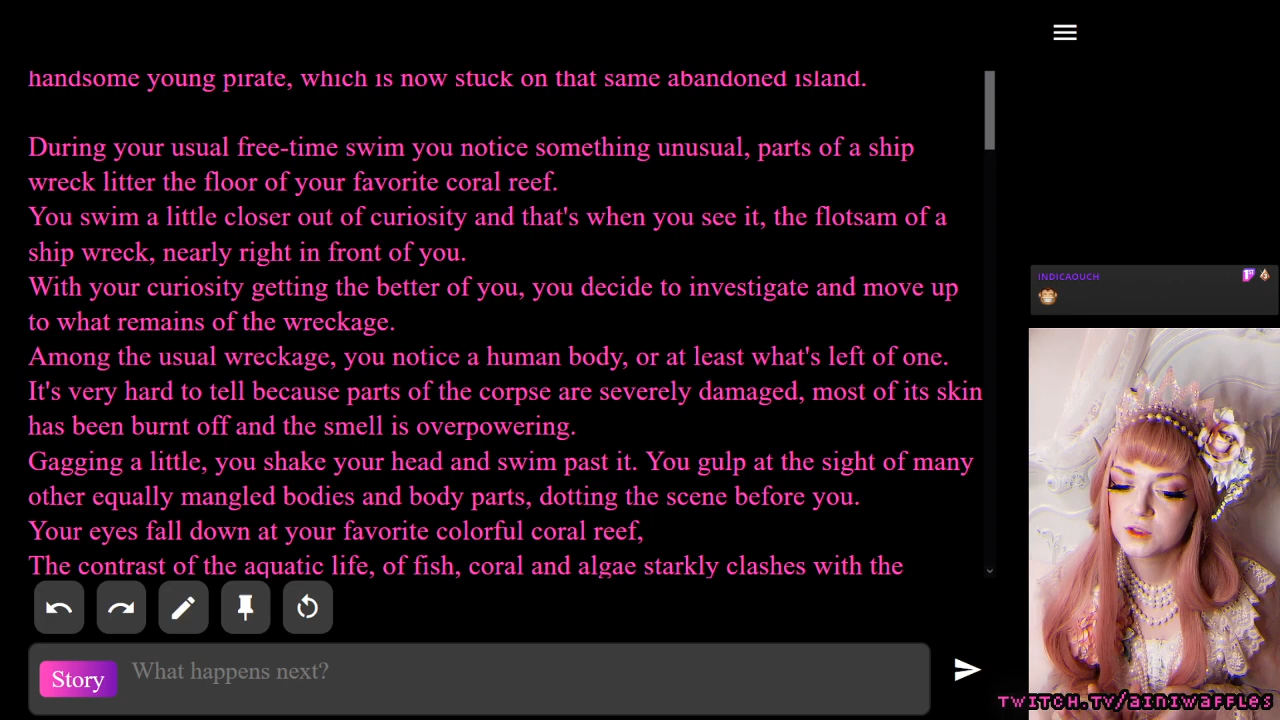 handsome young pirate, which is now stuck on that same abandoned island.
During your usual free-time swim you notice something unusual, parts of a ship
wreck litter the floor of your favorite coral reef.
You swim a little closer out of curiosity and that's when you see it, the flotsam of a
ship wreck, nearly right in front of you.
With your curiosity getting the better of you, you decide to investigate and move up
to what remains of the wreckage.
Among the usual wreckage, you notice a human body, or at least what's left of one.
It's very hard to tell because parts of the corpse are severely damaged, most of its skin
has been burnt off and the smell is overpowering.
Gagging a little, you shake your head and swim past it. You gulp at the sight of many
other equally mangled bodies and body parts, dotting the scene before you.
Your eyes fall down at your favorite colorful coral reef,
The contrast of the aquatic life, of fish, coral and algae starkly clashes with the
Story
What happens next?
INDICAOUCH
TWITCH.TV/AINIWAFFLES